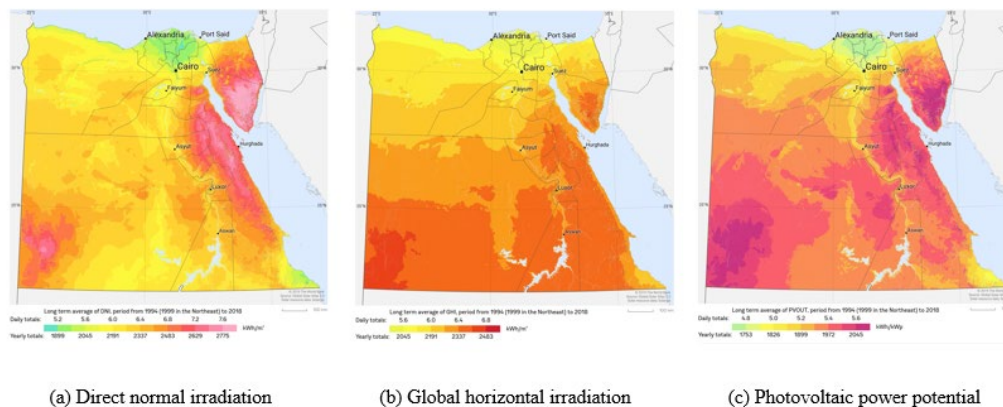 Alexandria
Port Said
Cairo
Suez
Faiyum
Asyut
Hurghada
Luxor
Aswan
Long term average of DNI, period from 1994 (1999 in the Northeast) to 2018
Daily totals: 5.2 5.6 6.0 6.4 6.8 7.2 7.6
kWh/m²
Yearly totals: 1899 2045 2191 2337 2483 2629 2775
(a) Direct normal irradiation
Alexandria
Port Said
Cairo
Suez
Faiyum
Asyut
Hurghada
Luxor
Aswan
Long term average of GHI, period from 1994 (1999 in the Northeast) to 2018
Daily totals: 5.6 6.0 6.4 6.8
kWh/m²
Yearly totals: 2045 2191 2337 2483
(b) Global horizontal irradiation
Alexandria
Port Said
Cairo
Suez
Faiyum
Asyut
Hurghada
Luxor
Aswan
Long term average of PVOUT, period from 1994 (1999 in the Northeast) to 2018
Daily totals: 4.8 5.0 5.2 5.4 5.6
kWh/kWp
Yearly totals: 1753 1826 1899 1972 2045
(c) Photovoltaic power potential